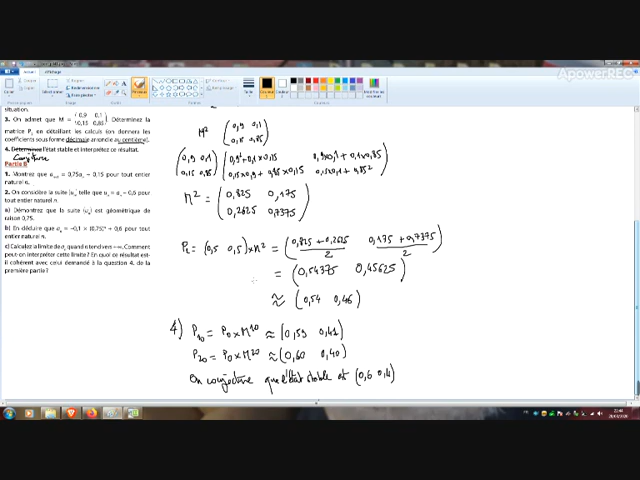 ApowerREC
situation.
3. On admet que M = ( 0,9 0,1
0,15 0,85 ). Déterminez la
matrice P₂ en détaillant les calculs (on donnera les
coefficients sous forme décimale arrondie au centième).
4. Déterminez l'état stable et interprétez ce résultat.
Conjecturer
Partie B
1. Montrez que aₙ₊₁ = 0,75aₙ + 0,15 pour tout entier
naturel n.
2. On considère la suite (uₙ) telle que uₙ = aₙ – 0,6 pour
tout entier naturel n.
a) Démontrez que la suite (uₙ) est géométrique de
raison 0,75.
b) En déduire que aₙ = –0,1 × (0,75)ⁿ + 0,6 pour tout
entier naturel n.
c) Calculez la limite de aₙ quand n tend vers +∞. Comment
peut-on interpréter cette limite ? En quoi ce résultat est-
il cohérent avec celui demandé à la question 4. de la
première partie ?
M² ( 0,9 0,1
0,15 0,85 )
( 0,9 0,1 ) ( 0,9² + 0,1×0,15 0,9×0,1 + 0,1×0,85
( 0,15 0,85 ) 0,15×0,9 + 0,85×0,15 0,15×0,1 + 0,85² )
M² = ( 0,825 0,175
0,2625 0,7375 )
P₂ = (0,5 0,5) × M² = ( 0,825 + 0,2625 / 2 0,175 + 0,7375 / 2 )
= ( 0,54375 0,45625 )
≈ ( 0,54 0,46 )
4) P₁₀ = P₀ × M¹⁰ ≈ (0,59 0,41)
P₂₀ = P₀ × M²⁰ ≈ (0,60 0,40)
On conjecture que l'état stable est (0,6 0,4)